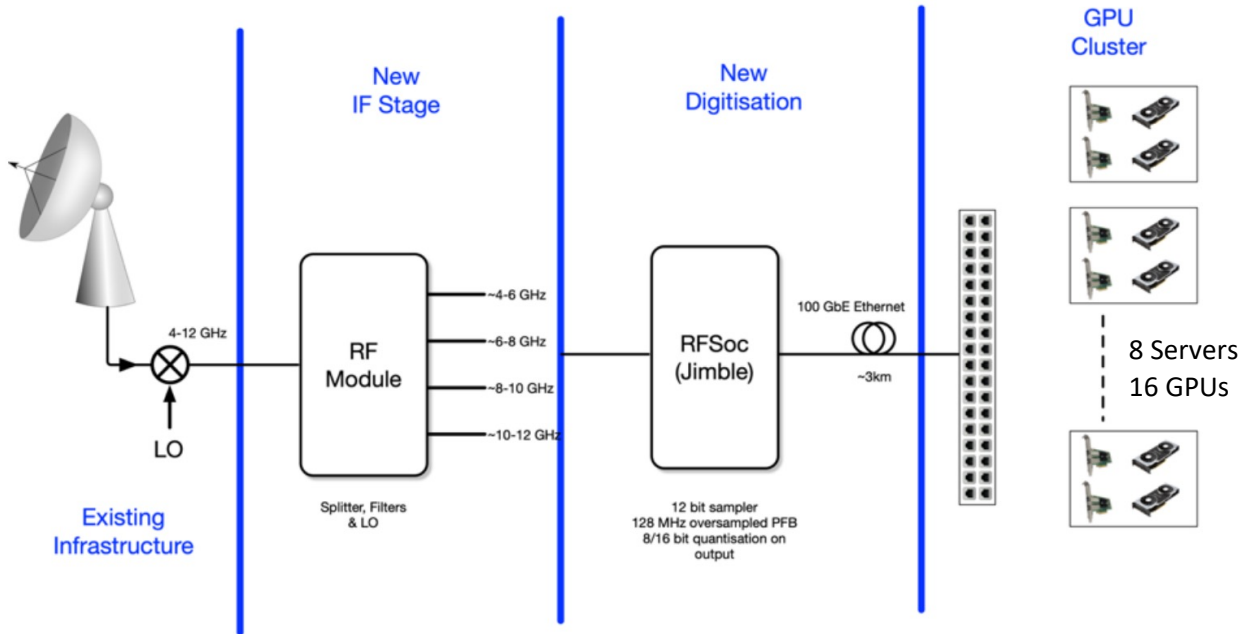 GPU
Cluster
New
IF Stage
New
Digitisation
4-12 GHz
LO
RF
Module
~4-6 GHz
~6-8 GHz
~8-10 GHz
~10-12 GHz
Splitter, Filters
& LO
RFSoc
(Jimble)
12 bit sampler
128 MHz oversampled PFB
8/16 bit quantisation on
output
100 GbE Ethernet
~3km
8 Servers
16 GPUs
Existing
Infrastructure